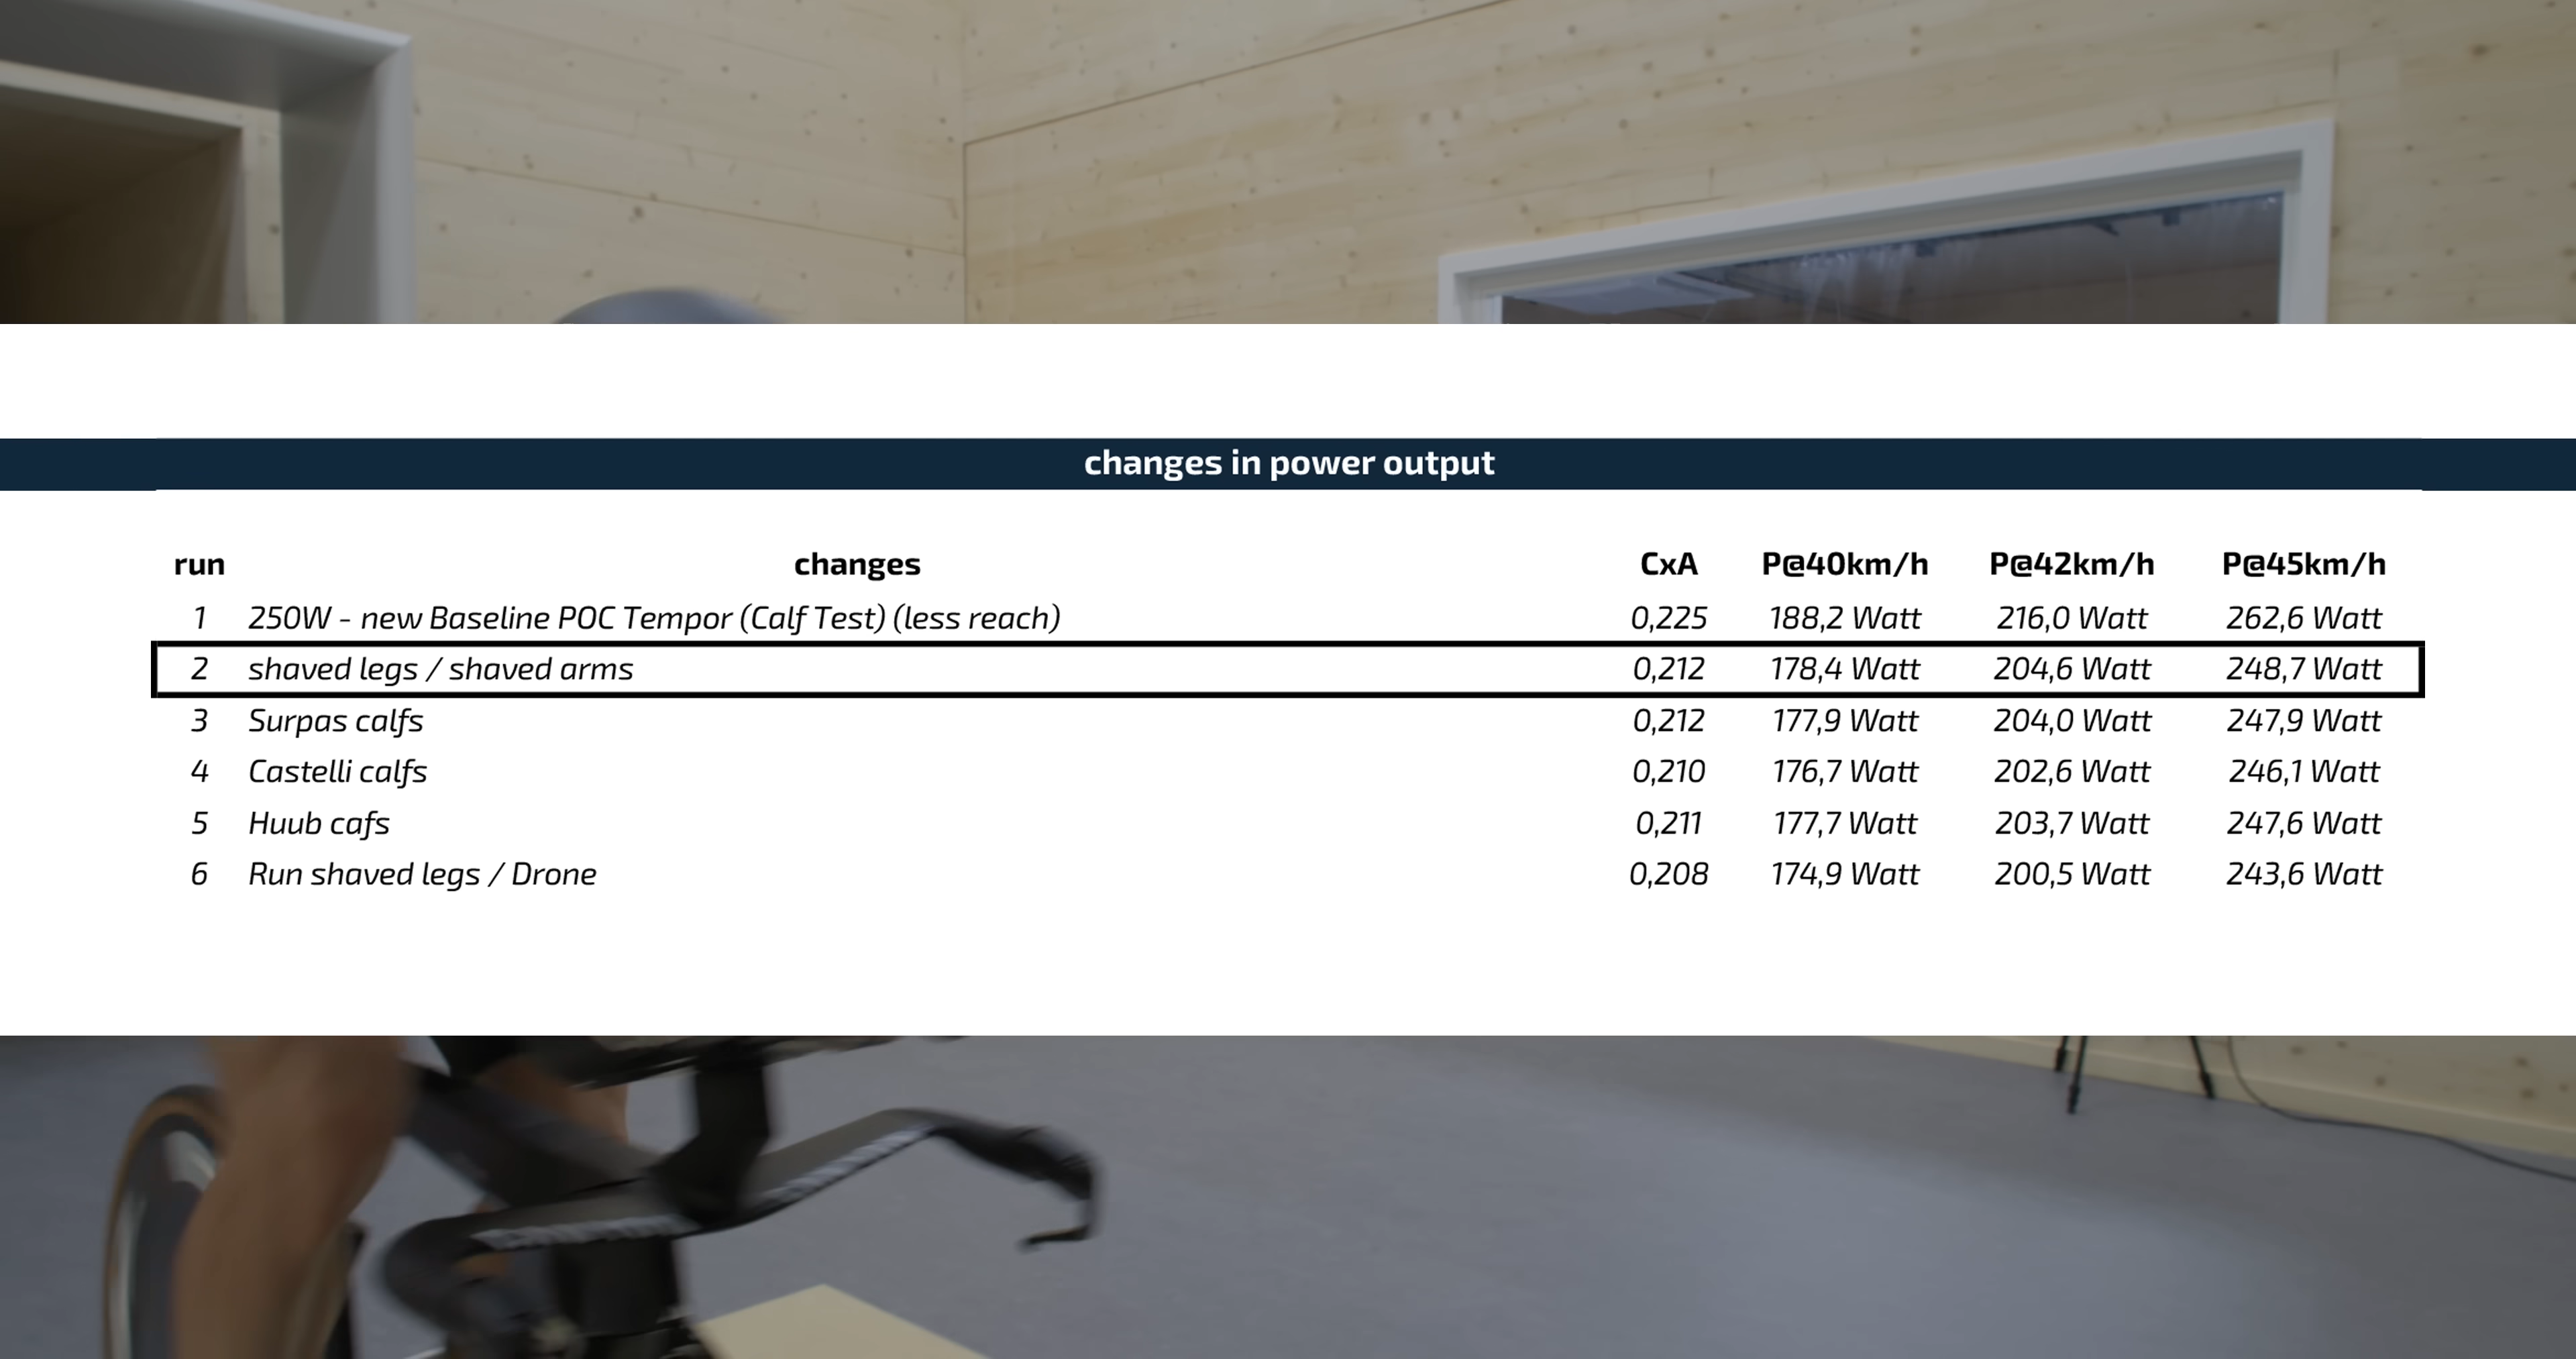 changes in power output
run changes CxA P@40km/h P@42km/h P@45km/h
1 250W - new Baseline POC Tempor (Calf Test) (less reach) 0,225 188,2 Watt 216,0 Watt 262,6 Watt
2 shaved legs / shaved arms 0,212 178,4 Watt 204,6 Watt 248,7 Watt
3 Surpas calfs 0,212 177,9 Watt 204,0 Watt 247,9 Watt
4 Castelli calfs 0,210 176,7 Watt 202,6 Watt 246,1 Watt
5 Huub cafs 0,211 177,7 Watt 203,7 Watt 247,6 Watt
6 Run shaved legs / Drone 0,208 174,9 Watt 200,5 Watt 243,6 Watt